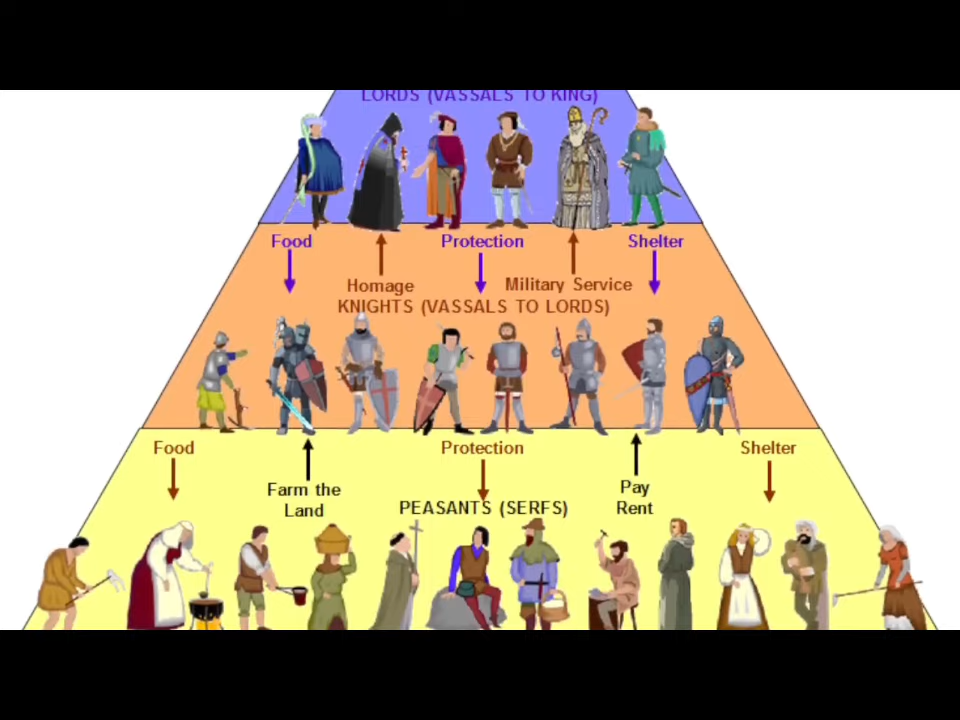 LORDS (VASSALS TO KING)
Food
Protection
Shelter
Homage
Military Service
KNIGHTS (VASSALS TO LORDS)
Food
Protection
Shelter
Farm the
Land
Pay
Rent
PEASANTS (SERFS)